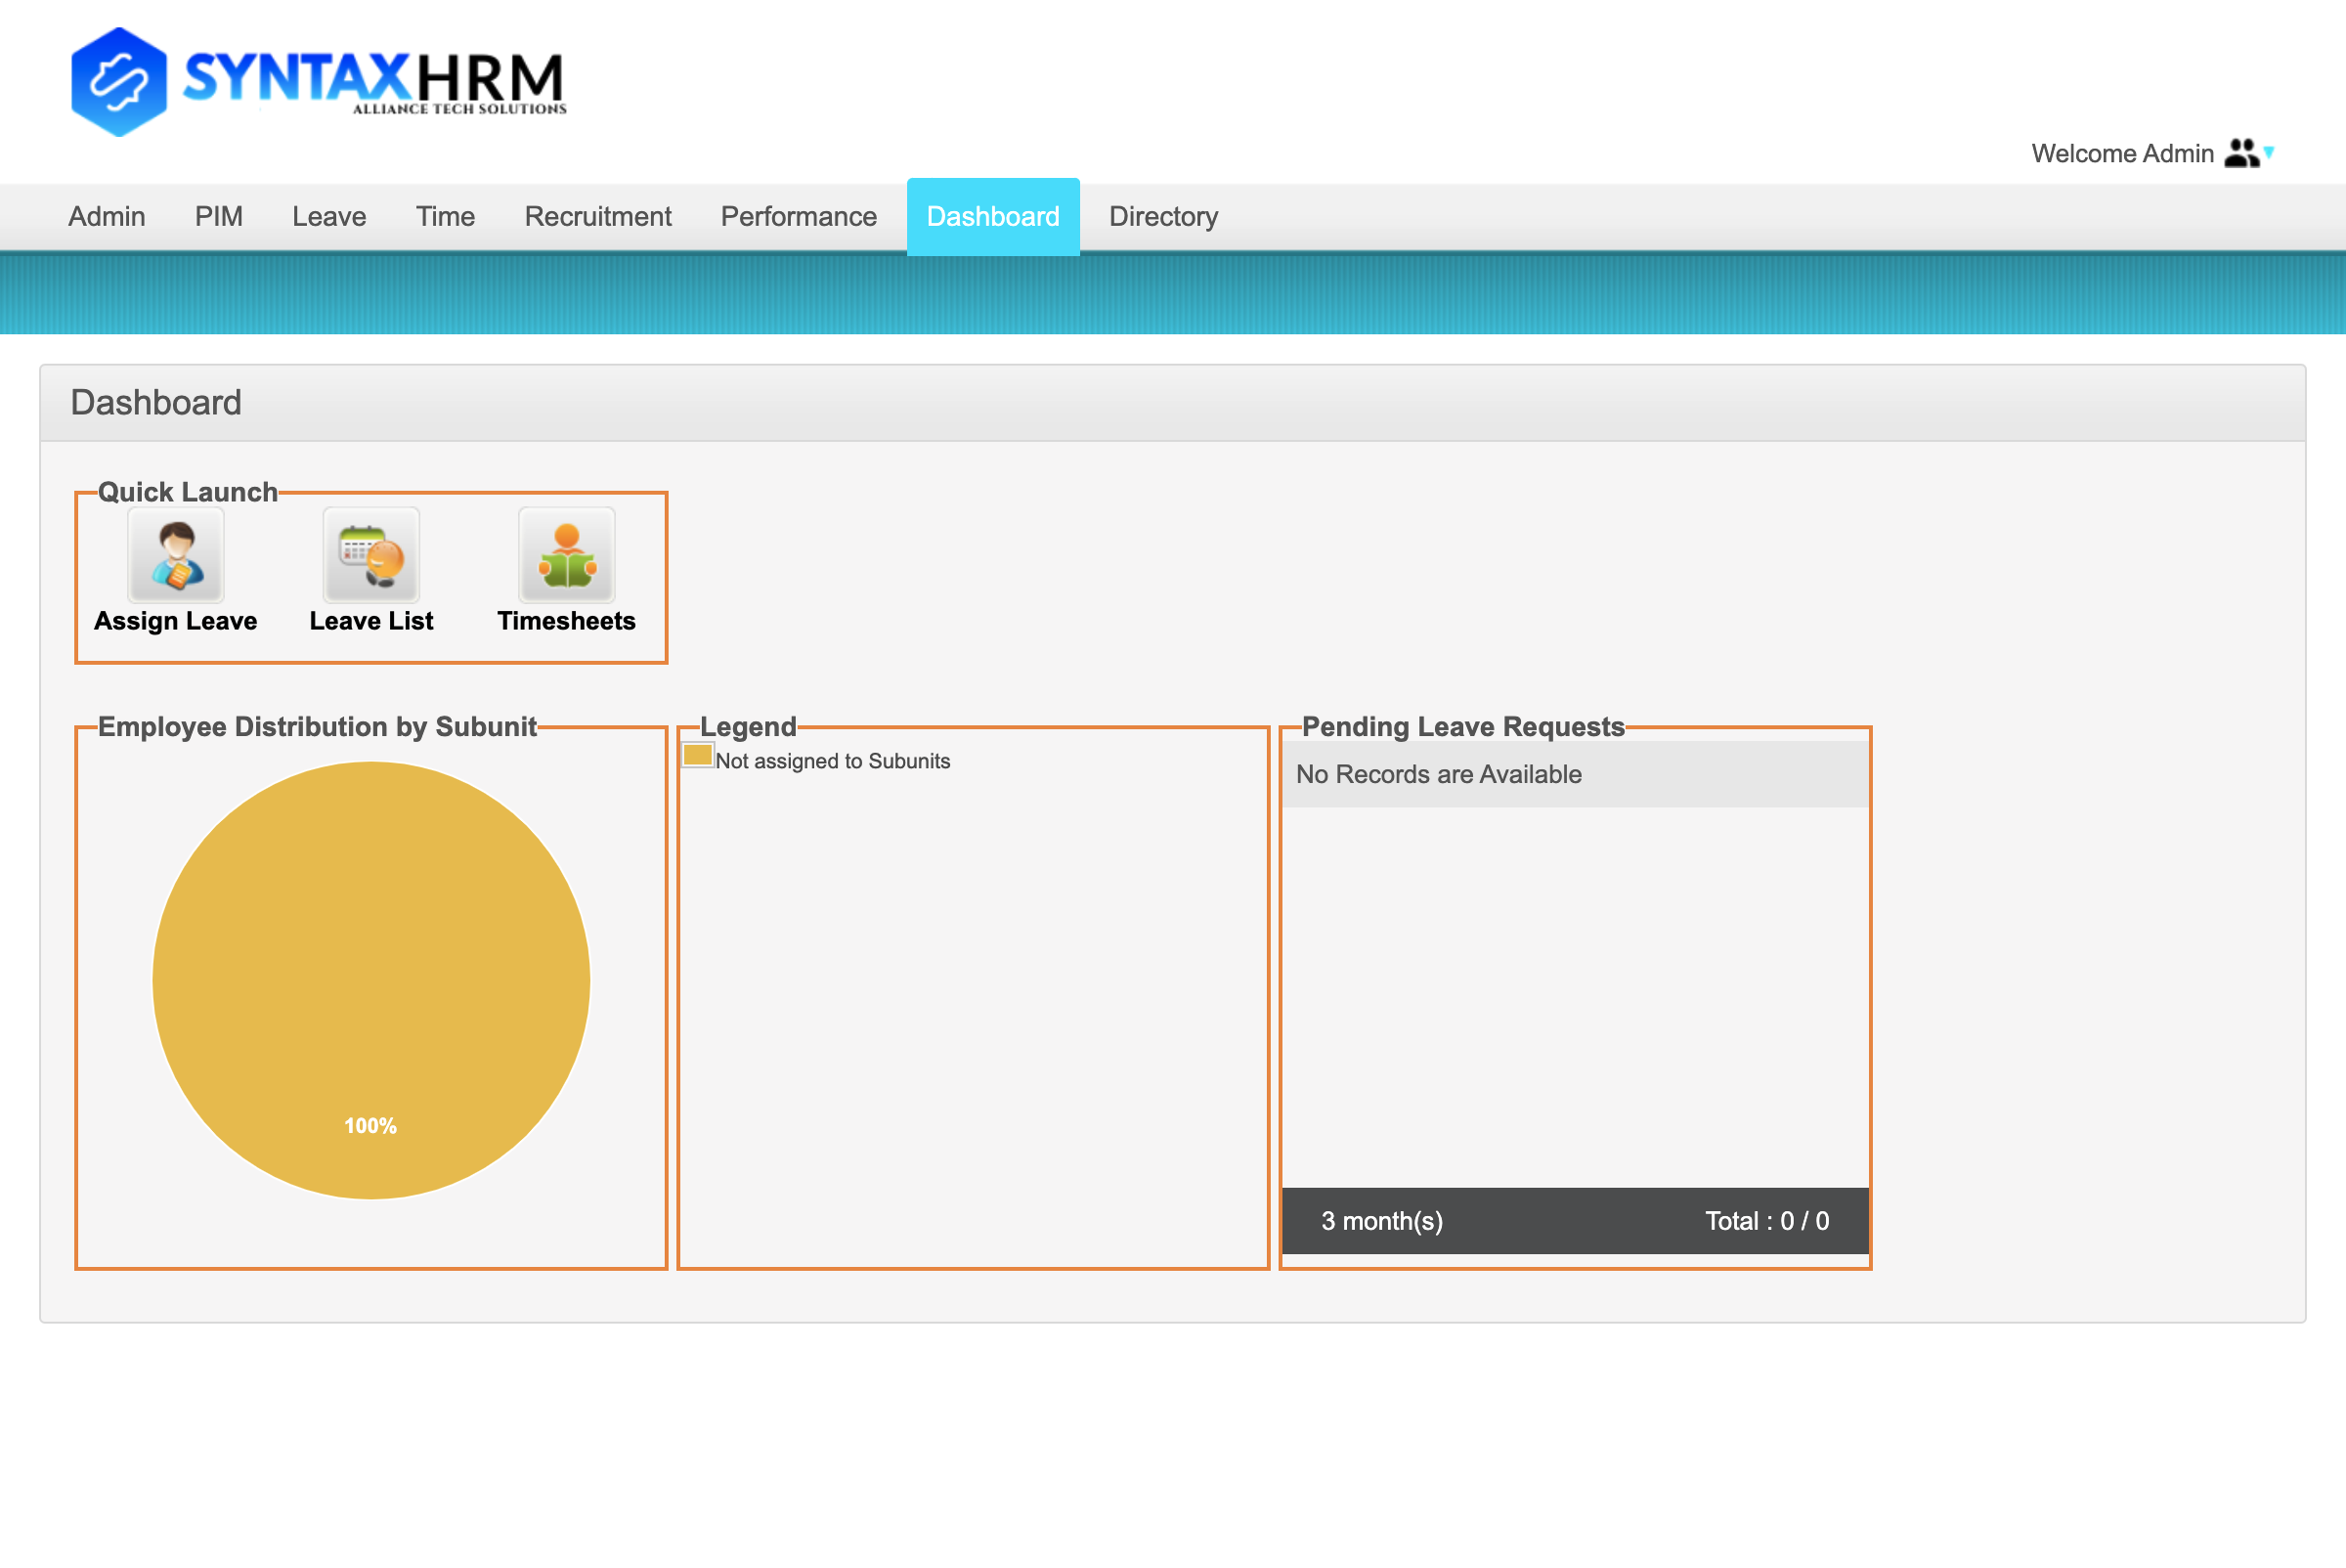 SYNTAXHRM
ALLIANCE TECH SOLUTIONS
Welcome Admin
Admin PIM Leave Time Recruitment Performance Dashboard Directory
Dashboard
Quick Launch
Assign Leave Leave List Timesheets
Employee Distribution by Subunit
100%
Legend
Not assigned to Subunits
Pending Leave Requests
No Records are Available
3 month(s) Total : 0 / 0